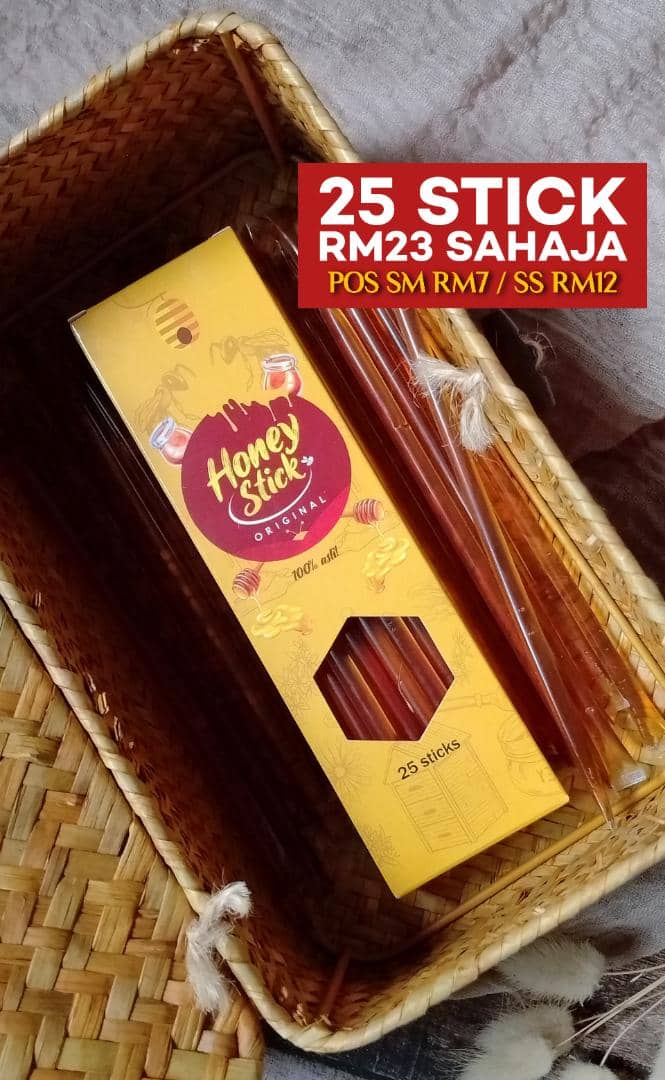 25 STICK
RM23 SAHAJA
POS SM RM7 / SS RM12
Honey
Stick
ORIGINAL
100% asli!
25 sticks